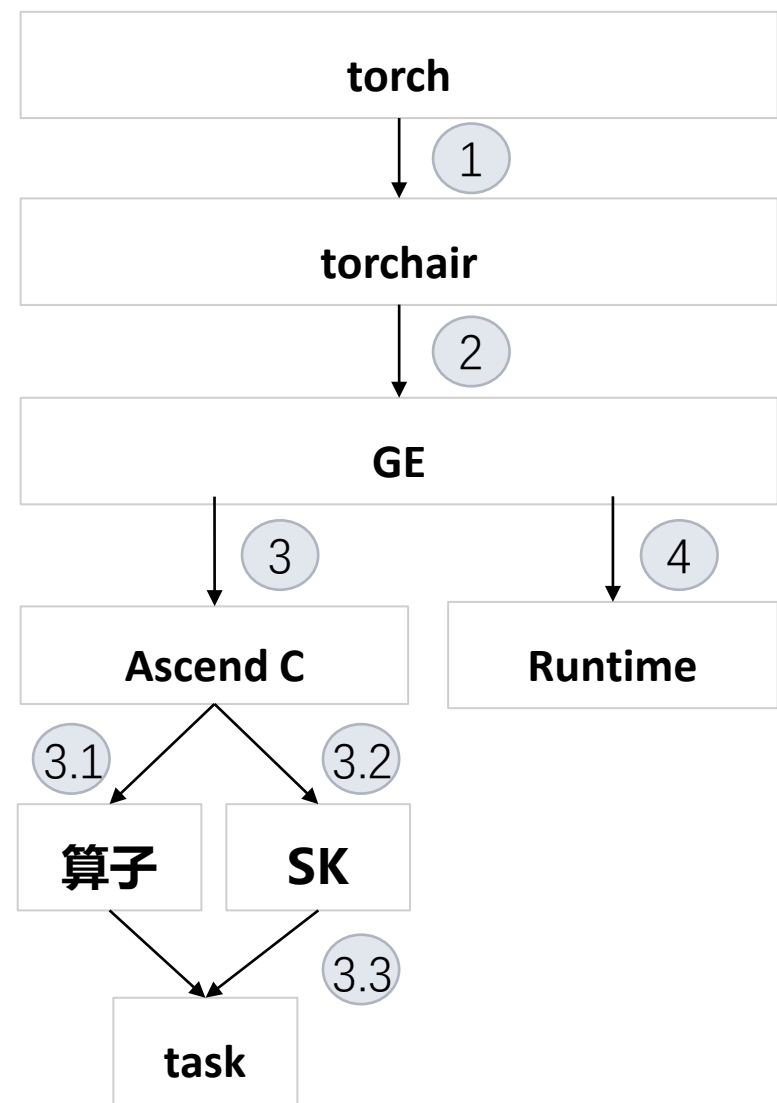 torch
1
torchair
2
GE
3
4
Ascend C
Runtime
3.1
3.2
算子
SK
3.3
task